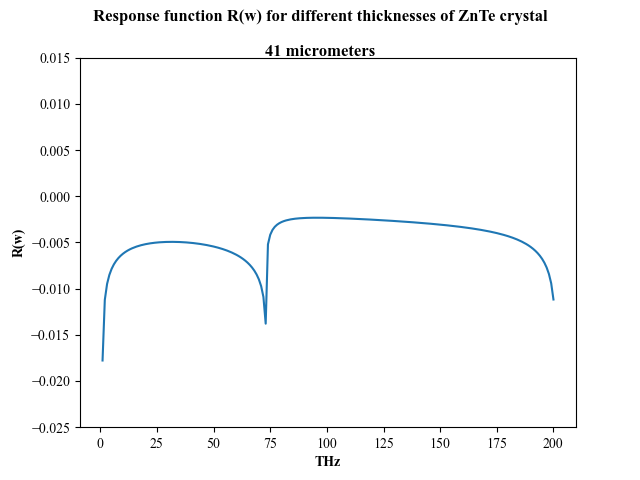 Response function R(w) for different thicknesses of ZnTe crystal
41 micrometers
0.015
0.010
0.005
0.000
−0.005
−0.010
−0.015
−0.020
−0.025
R(w)
0 25 50 75 100 125 150 175 200
THz